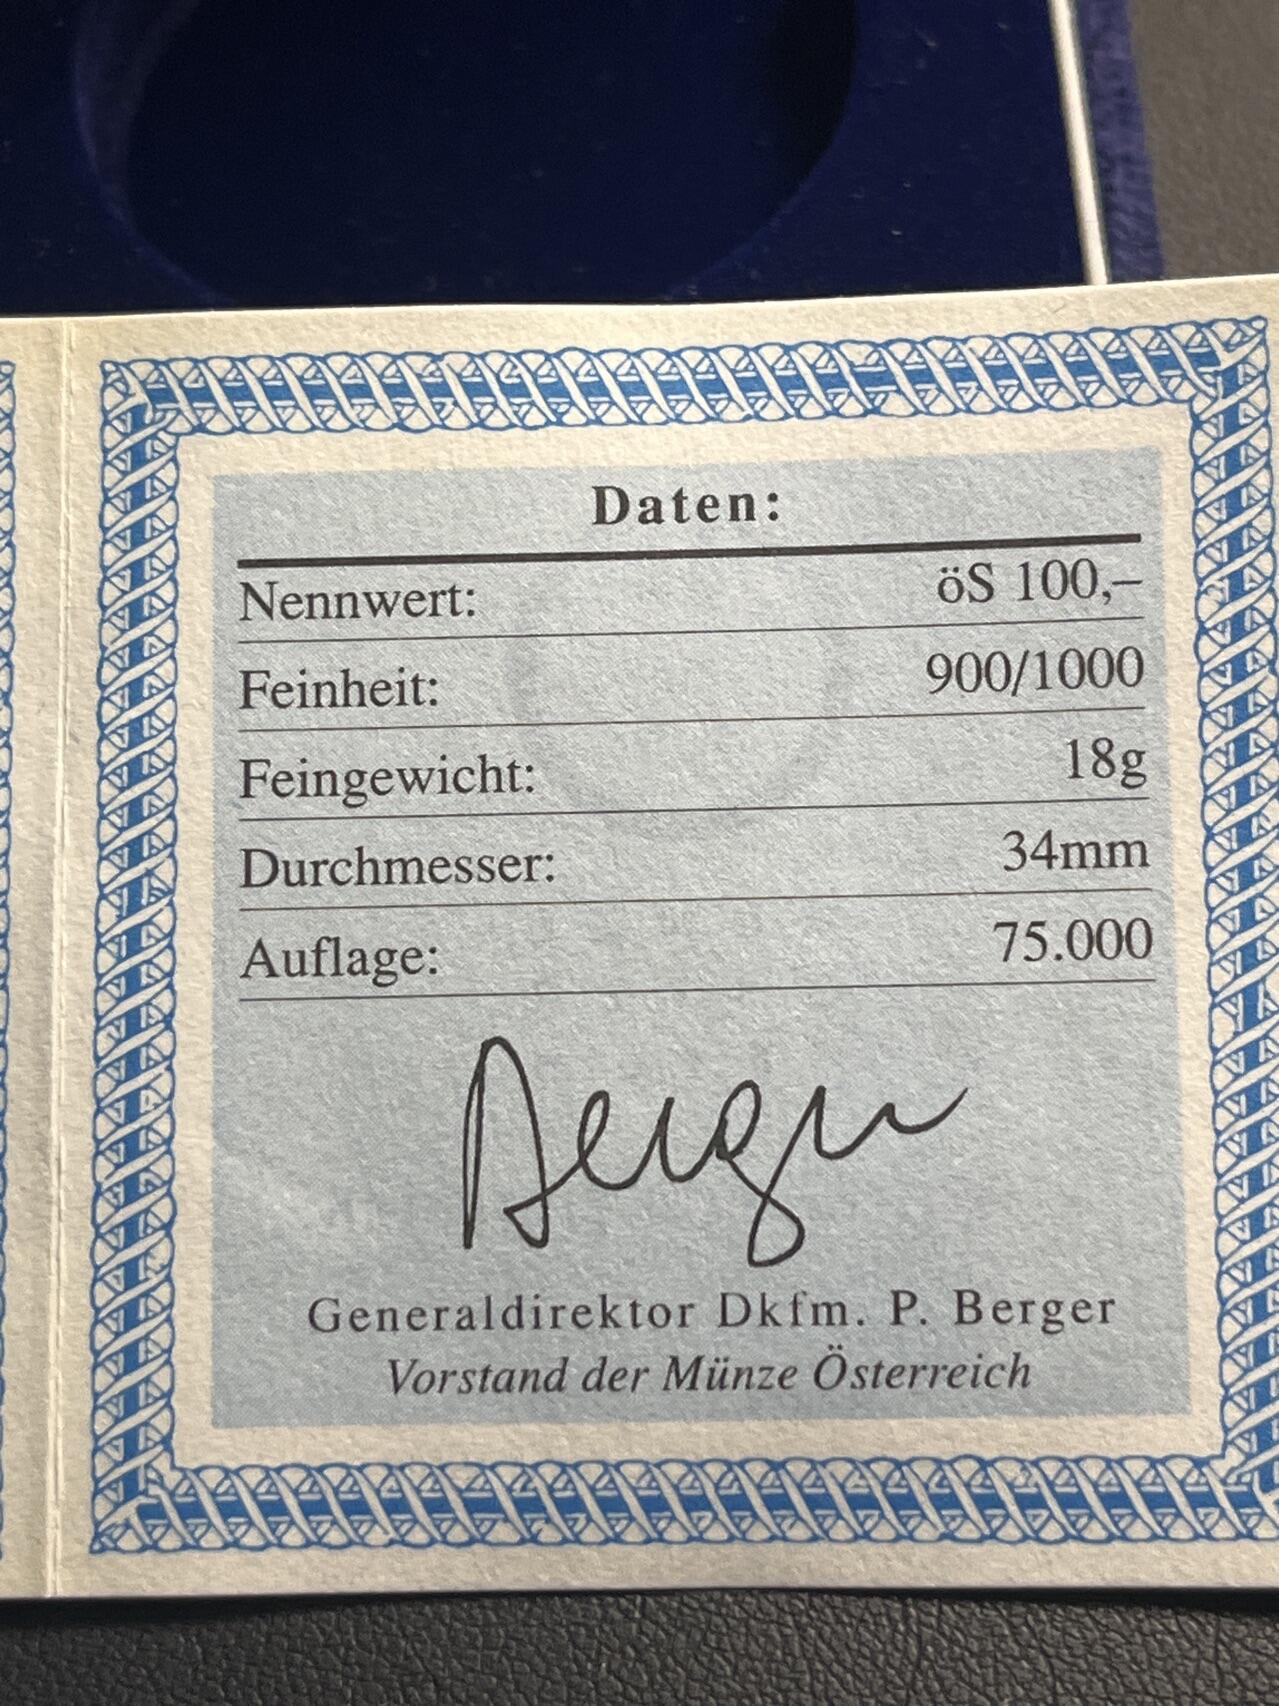 Daten:
Nennwert: öS 100,–
Feinheit: 900/1000
Feingewicht: 18g
Durchmesser: 34mm
Auflage: 75.000
Berger
Generaldirektor Dkfm. P. Berger
Vorstand der Münze Österreich